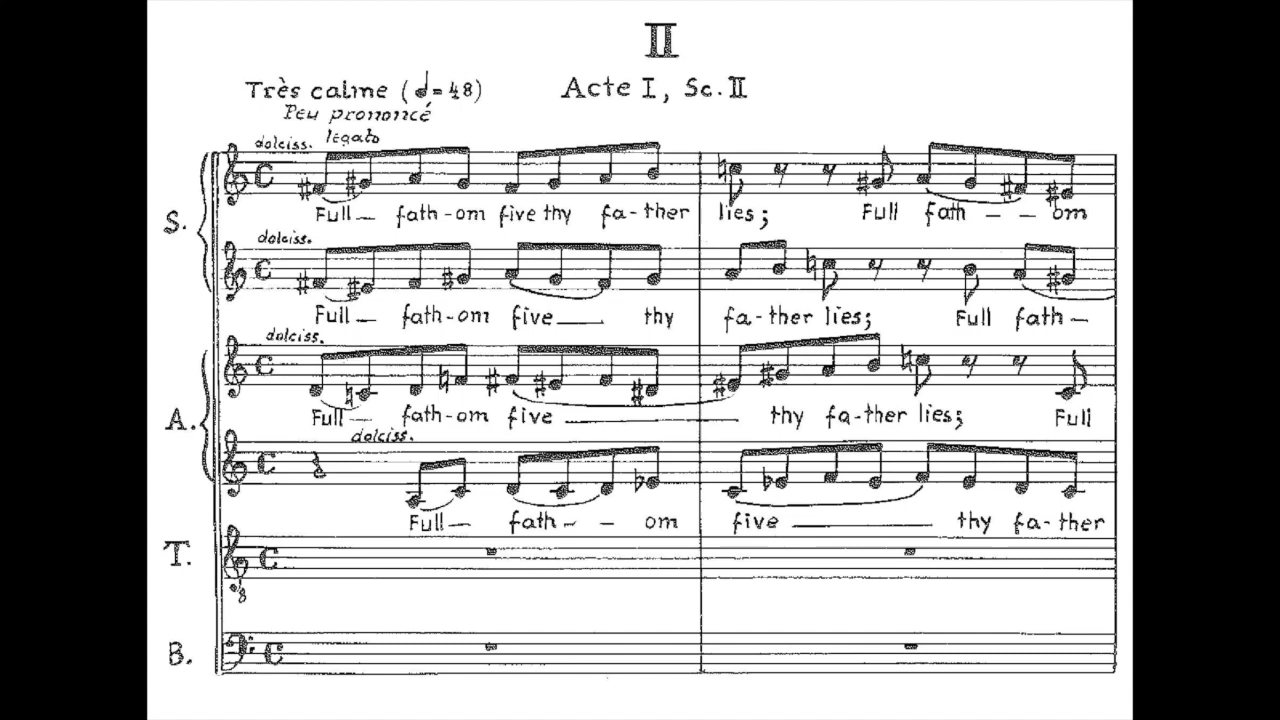 II
Très calme (𝅗𝅥=48) Acte I, Sc. II
Peu prononcé
dolciss. legato
S.
Full — fath-om five thy fa-ther lies; Full fath — — om
dolciss.
Full — fath-om five — thy fa-ther lies; Full fath —
dolciss.
A.
Full — fath-om five — thy fa-ther lies; Full
dolciss.
Full — fath - - om five — thy fa-ther
T.
8
B.